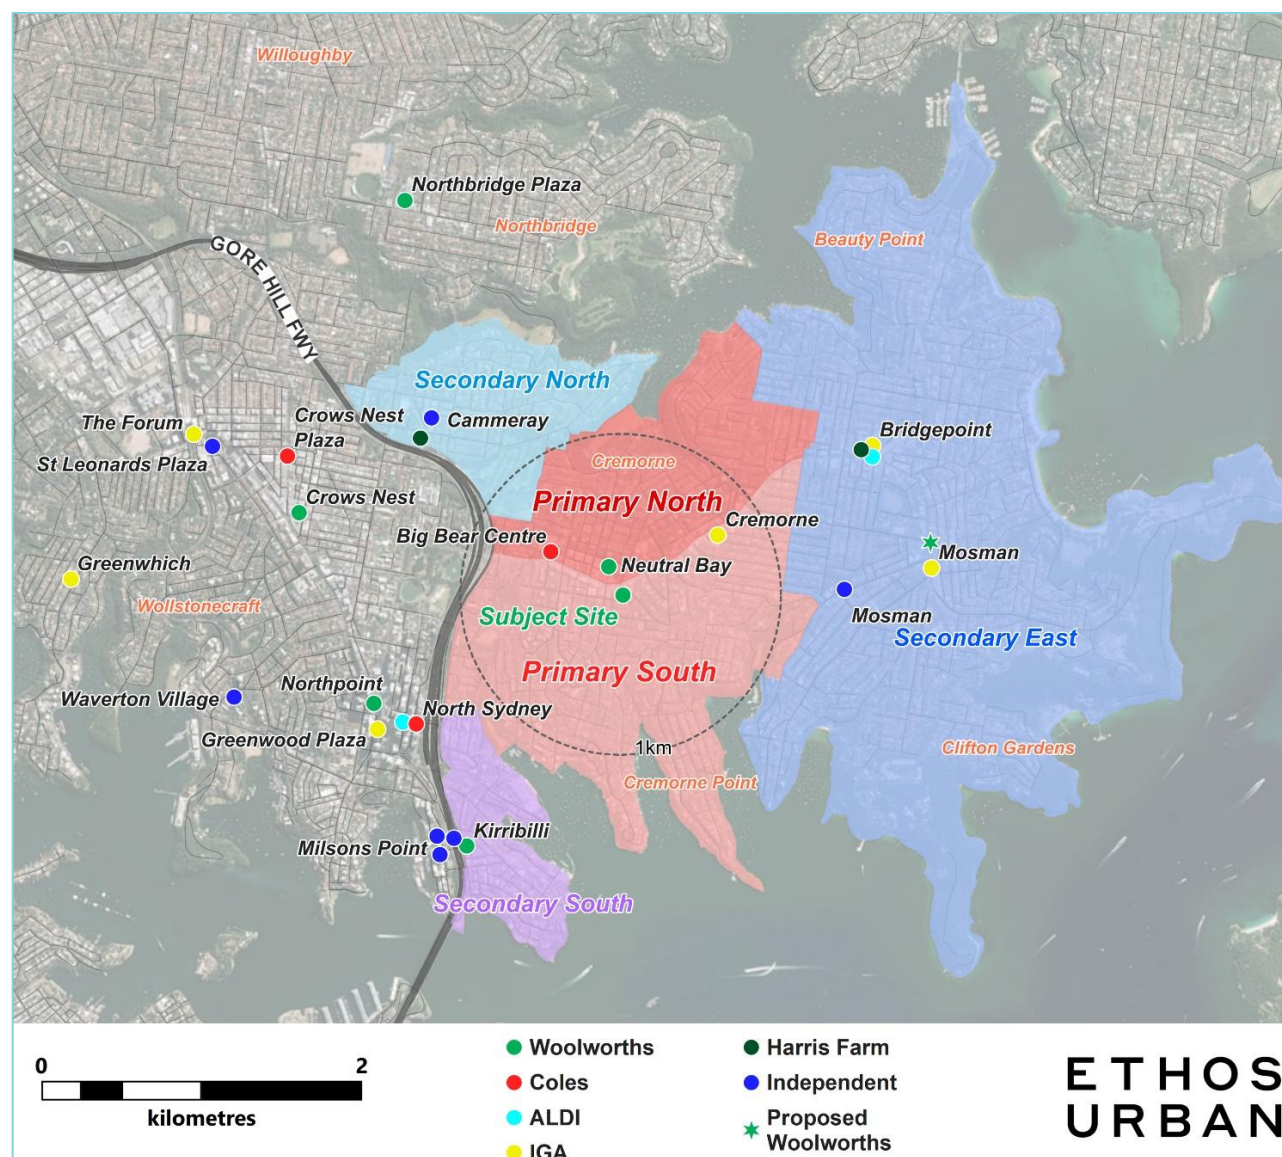 Willoughby
Northbridge Plaza
Northbridge
Beauty Point
GORE HILL FWY
Secondary North
Crows Nest
Plaza
Cammeray
The Forum
St Leonards Plaza
Bridgepoint
Cremorne
Primary North
Crows Nest
Cremorne
Big Bear Centre
Mosman
Greenwhich
Neutral Bay
Wollstonecraft
Subject Site
Mosman
Secondary East
Primary South
Northpoint
Waverton Village
North Sydney
Greenwood Plaza
1km
Clifton Gardens
Cremorne Point
Kirribilli
Milsons Point
Secondary South
0 2
kilometres
Woolworths
Coles
ALDI
IGA
Harris Farm
Independent
Proposed
Woolworths
ETHOS
URBAN